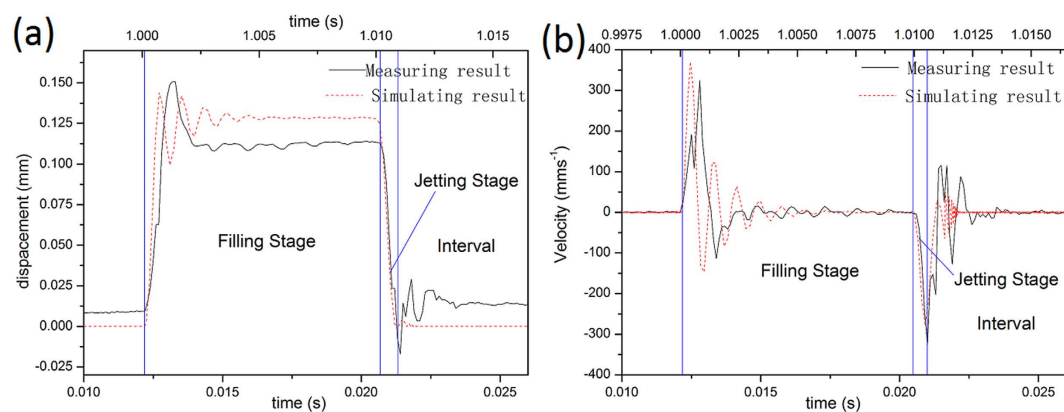 (a)
time (s)
1.000 1.005 1.010 1.015
Measuring result
Simulating result
0.150
0.125
0.100
0.075
0.050
0.025
0.000
-0.025
dispacement (mm)
Filling Stage
Jetting Stage
Interval
0.010 0.015 0.020 0.025
time (s)
(b)
time (s)
0.9975 1.0000 1.0025 1.0050 1.0075 1.0100 1.0125 1.0150
Measuring result
Simulating result
400
300
200
100
0
-100
-200
-300
-400
Velocity (mms⁻¹)
Filling Stage
Jetting Stage
Interval
0.010 0.015 0.020 0.025
time (s)